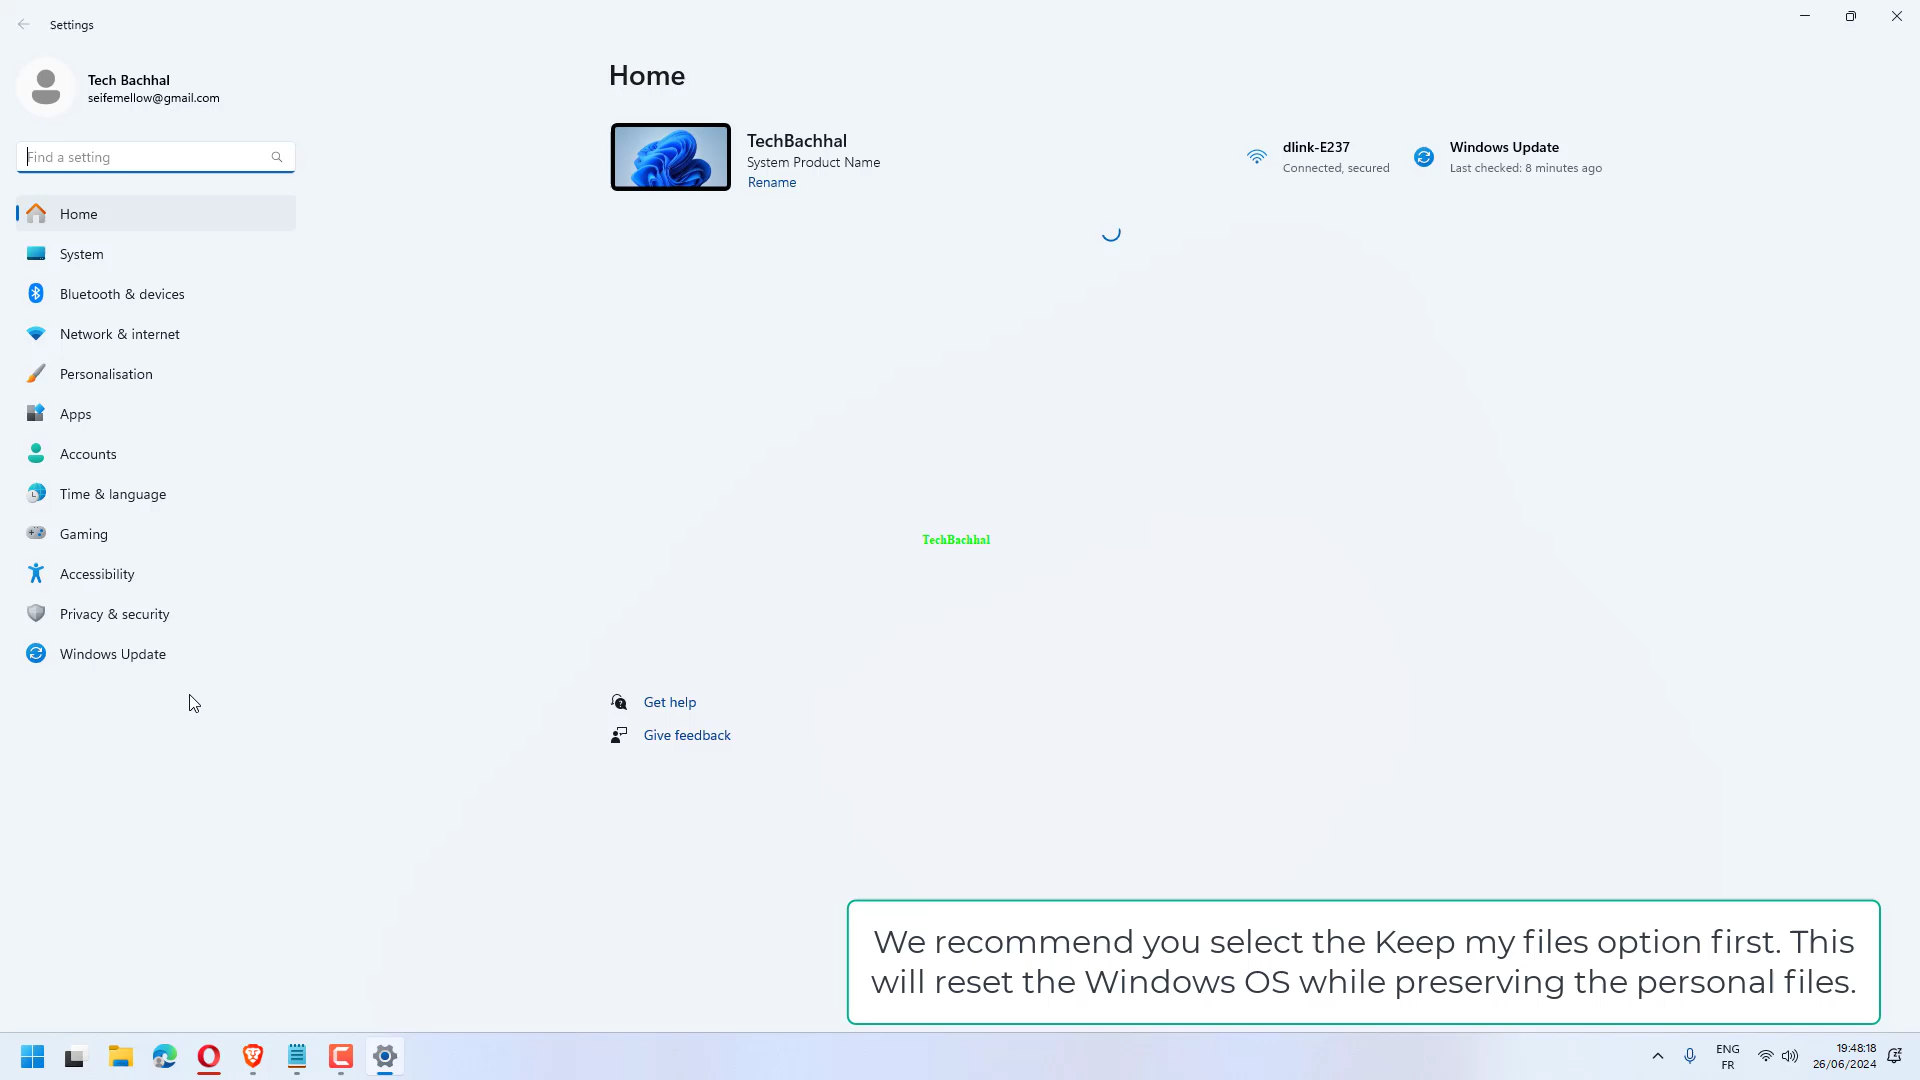 Settings
Tech Bachhal
seifemellow@gmail.com
Find a setting
Home
System
Bluetooth & devices
Network & internet
Personalisation
Apps
Accounts
Time & language
Gaming
Accessibility
Privacy & security
Windows Update
Home
TechBachhal
System Product Name
Rename
dlink-E237
Connected, secured
Windows Update
Last checked: 8 minutes ago
TechBachhal
Get help
Give feedback
We recommend you select the Keep my files option first. This
will reset the Windows OS while preserving the personal files.
ENG
FR
19:48:18
26/06/2024